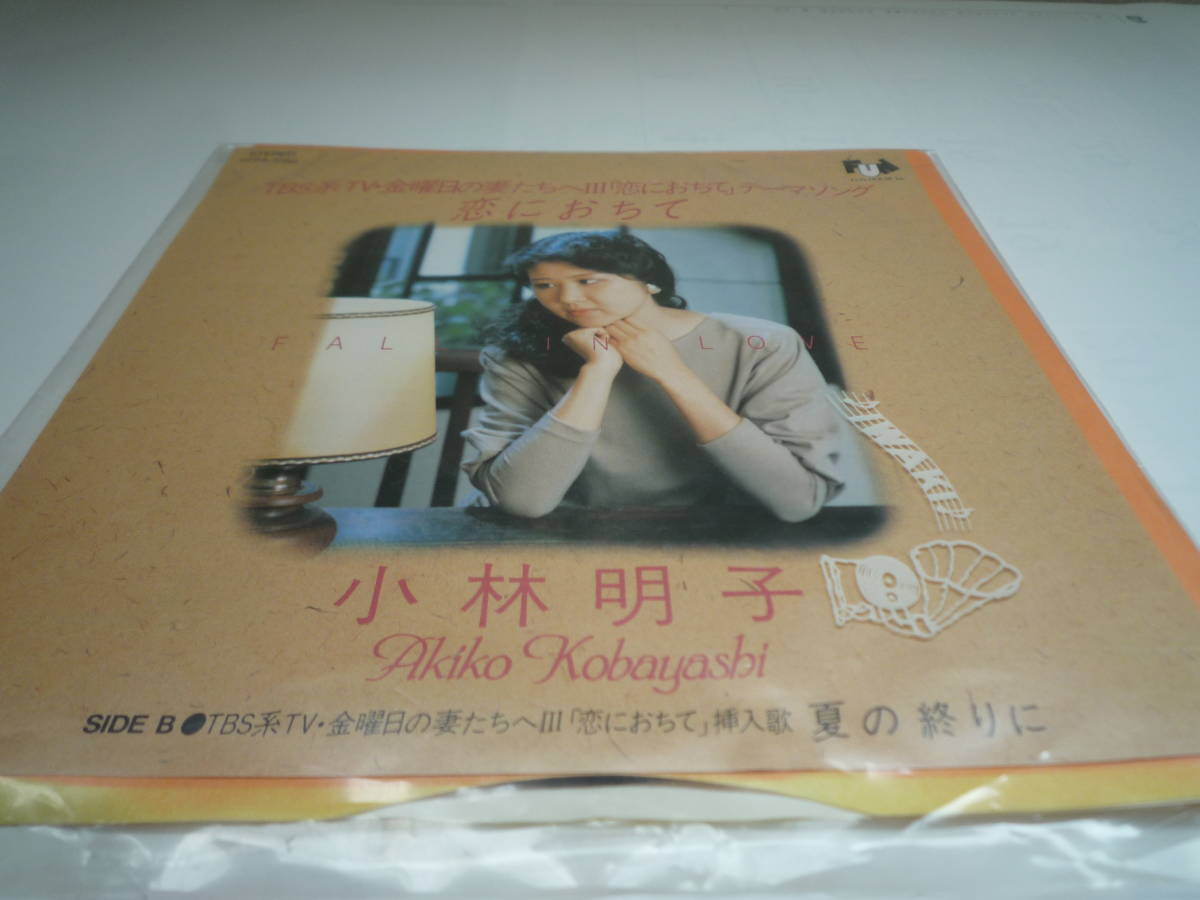 STEREO
FUN
TBS系TV・金曜日の妻たちへIII「恋におちて」テーマ・ソング
恋におちて
FALL IN LOVE
IWAKI
小林明子
Akiko Kobayashi
SIDE B ●TBS系TV・金曜日の妻たちへIII「恋におちて」挿入歌 夏の終りに